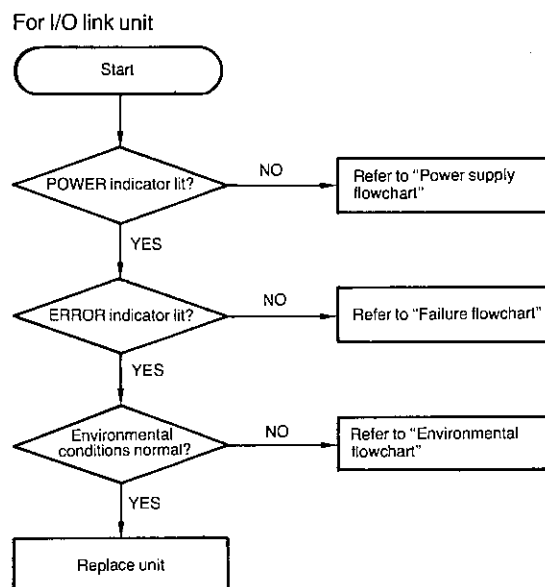 For I/O link unit
Start
POWER indicator lit?
NO
Refer to "Power supply
flowchart"
YES
ERROR indicator lit?
NO
Refer to "Failure flowchart"
YES
Environmental
conditions normal?
NO
Refer to "Environmental
flowchart"
YES
Replace unit